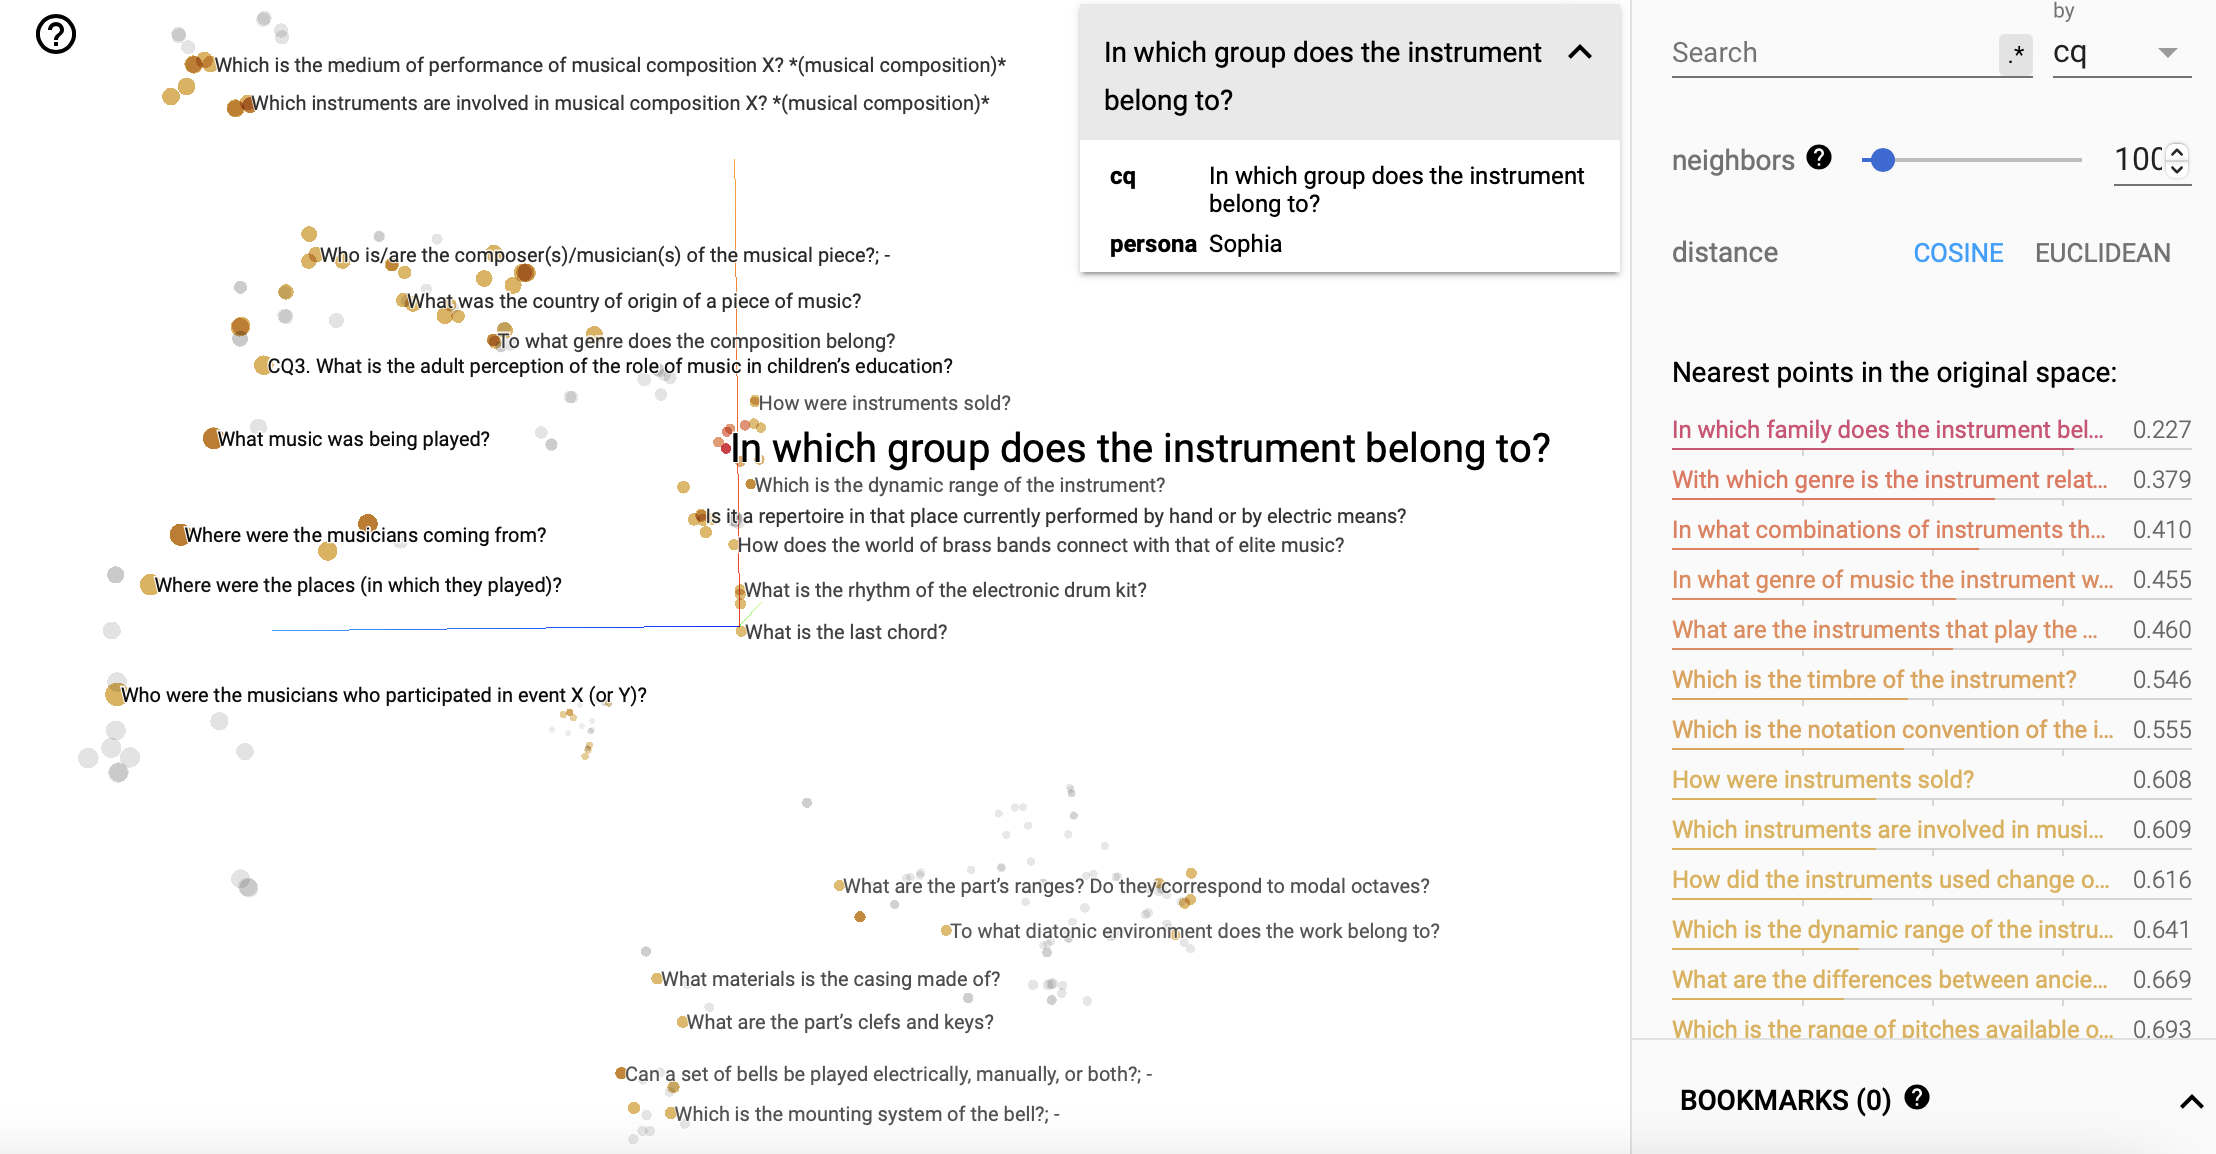 Which is the medium of performance of musical composition X? *(musical composition)*
Which instruments are involved in musical composition X? *(musical composition)*
Who is/are the composer(s)/musician(s) of the musical piece?; -
What was the country of origin of a piece of music?
To what genre does the composition belong?
CQ3. What is the adult perception of the role of music in children's education?
How were instruments sold?
What music was being played?
In which group does the instrument belong to?
Which is the dynamic range of the instrument?
Is it a repertoire in that place currently performed by hand or by electric means?
Where were the musicians coming from?
How does the world of brass bands connect with that of elite music?
Where were the places (in which they played)?
What is the rhythm of the electronic drum kit?
What is the last chord?
Who were the musicians who participated in event X (or Y)?
What are the part's ranges? Do they correspond to modal octaves?
To what diatonic environment does the work belong to?
What materials is the casing made of?
What are the part's clefs and keys?
Can a set of bells be played electrically, manually, or both?; -
Which is the mounting system of the bell?; -
In which group does the instrument
belong to?
cq In which group does the instrument
belong to?
persona Sophia
by
Search .* cq
neighbors ? 100
distance COSINE EUCLIDEAN
Nearest points in the original space:
In which family does the instrument bel... 0.227
With which genre is the instrument relat... 0.379
In what combinations of instruments th... 0.410
In what genre of music the instrument w... 0.455
What are the instruments that play the ... 0.460
Which is the timbre of the instrument? 0.546
Which is the notation convention of the i... 0.555
How were instruments sold? 0.608
Which instruments are involved in musi... 0.609
How did the instruments used change o... 0.616
Which is the dynamic range of the instru... 0.641
What are the differences between ancie... 0.669
Which is the range of pitches available o... 0.693
BOOKMARKS (0) ?